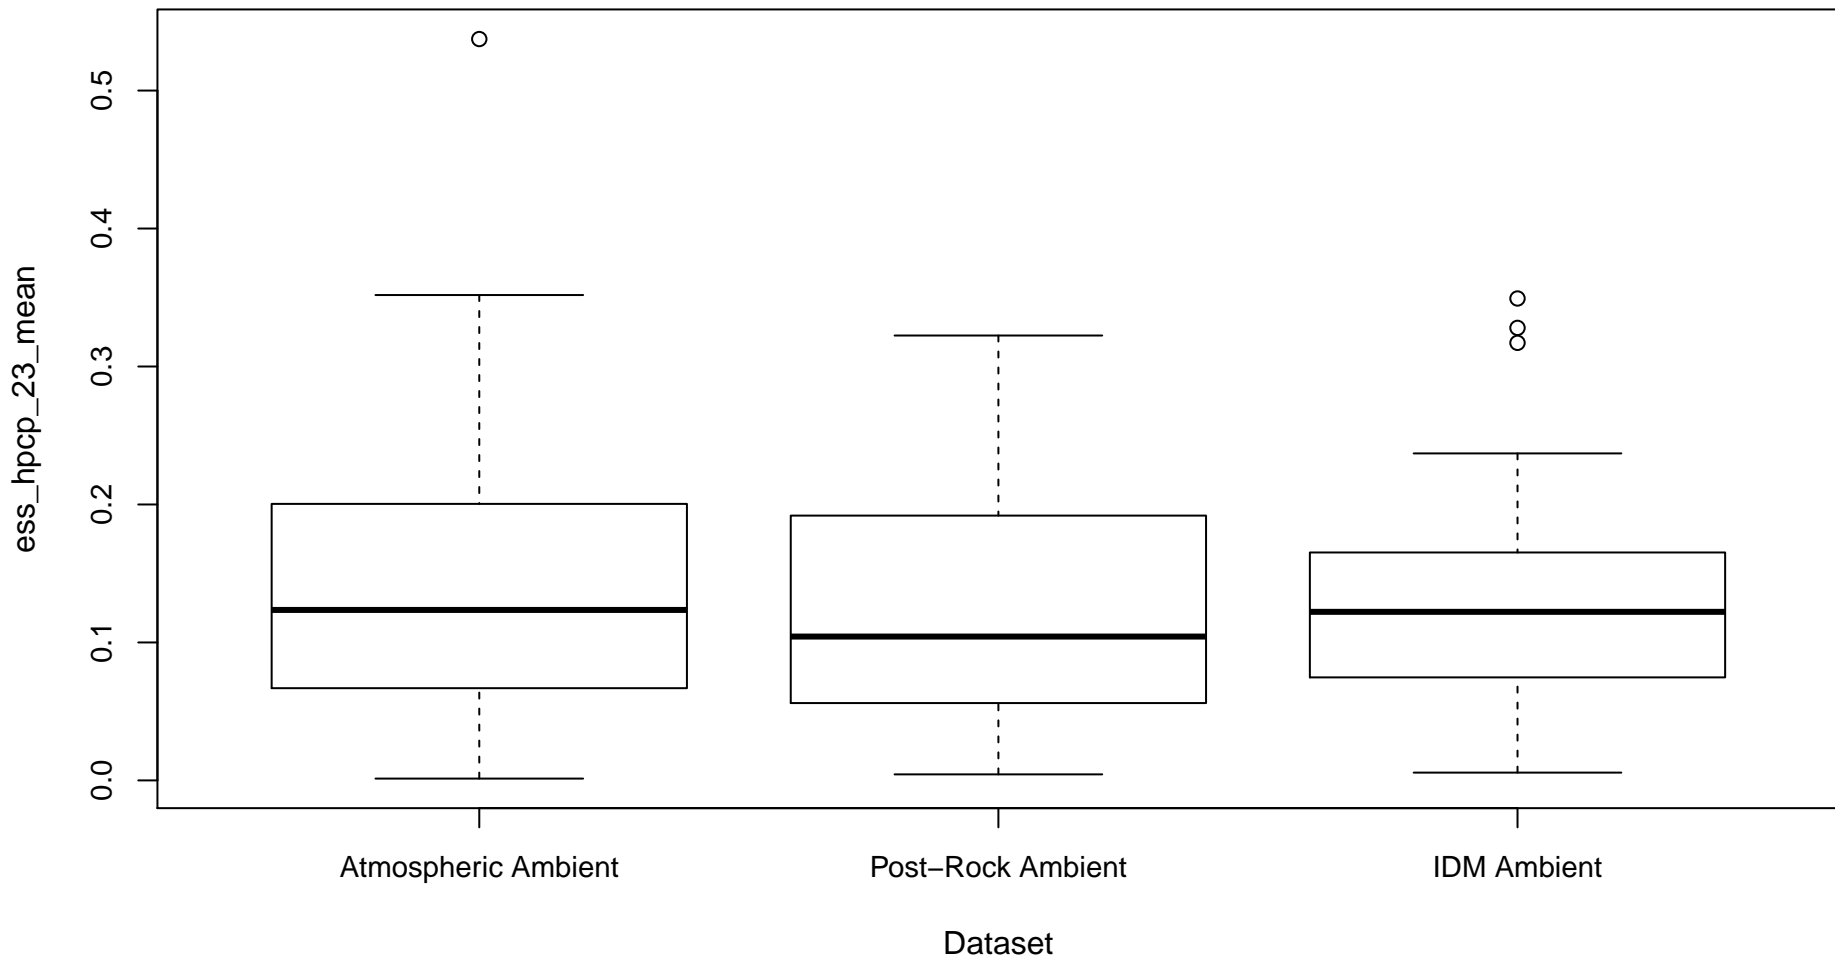 ess_hpcp_23_mean
0.5
0.4
0.3
0.2
0.1
0.0
Atmospheric Ambient
Post−Rock Ambient
IDM Ambient
Dataset